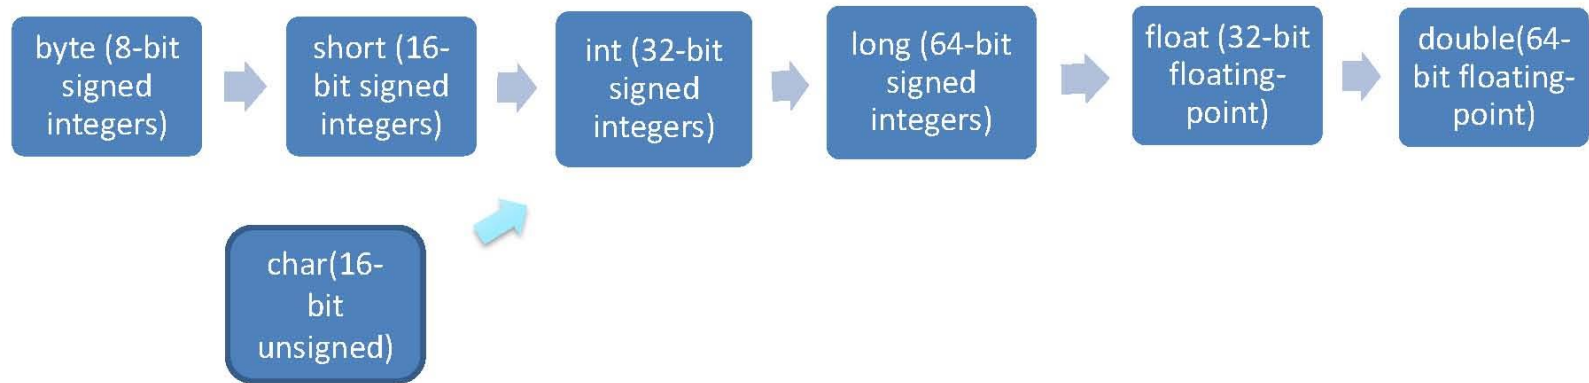 byte (8-bit
signed
integers)
short (16-
bit signed
integers)
int (32-bit
signed
integers)
long (64-bit
signed
integers)
float (32-bit
floating-
point)
double(64-
bit floating-
point)
char(16-
bit
unsigned)